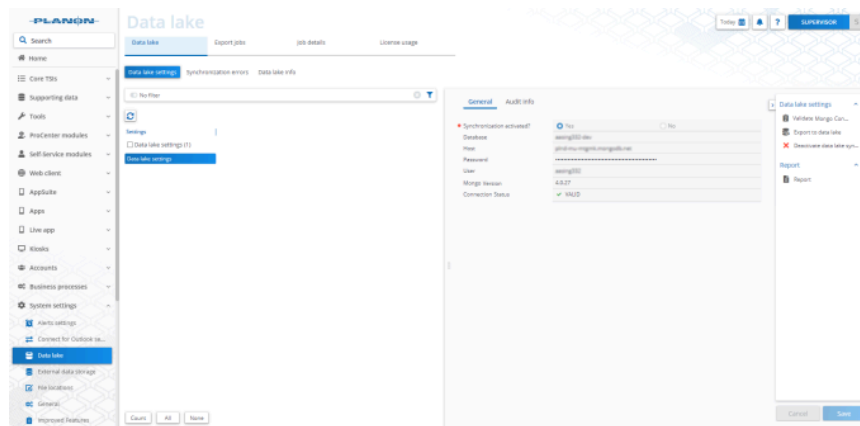 PLANON
Data lake
Today
?
SUPERVISOR
Search
Data lake
Export jobs
Job details
License usage
Home
Core TSIs
Data lake settings
Synchronization errors
Data lake info
Supporting data
No filter
Tools
ProCenter modules
Self-Service modules
Web client
AppSuite
Apps
Live app
Kiosks
Accounts
Business processes
System settings
Alerts settings
Connect for Outlook se...
Data lake
External data storage
File locations
General
Improved Features
Settings
Data lake settings (1)
Data lake settings
Count
All
None
General
Audit info
* Synchronization activated?
Yes
No
Database
Host
Password
User
Mongo Version
4.0.27
Connection Status
VALID
Data lake settings
Validate Mongo Con...
Export to data lake
Deactivate data lake syn...
Report
Report
Cancel
Save